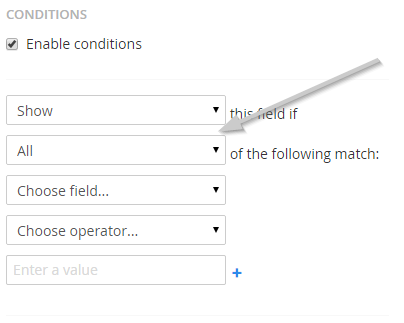 CONDITIONS
Enable conditions
Show this field if
All of the following match:
Choose field...
Choose operator...
Enter a value +